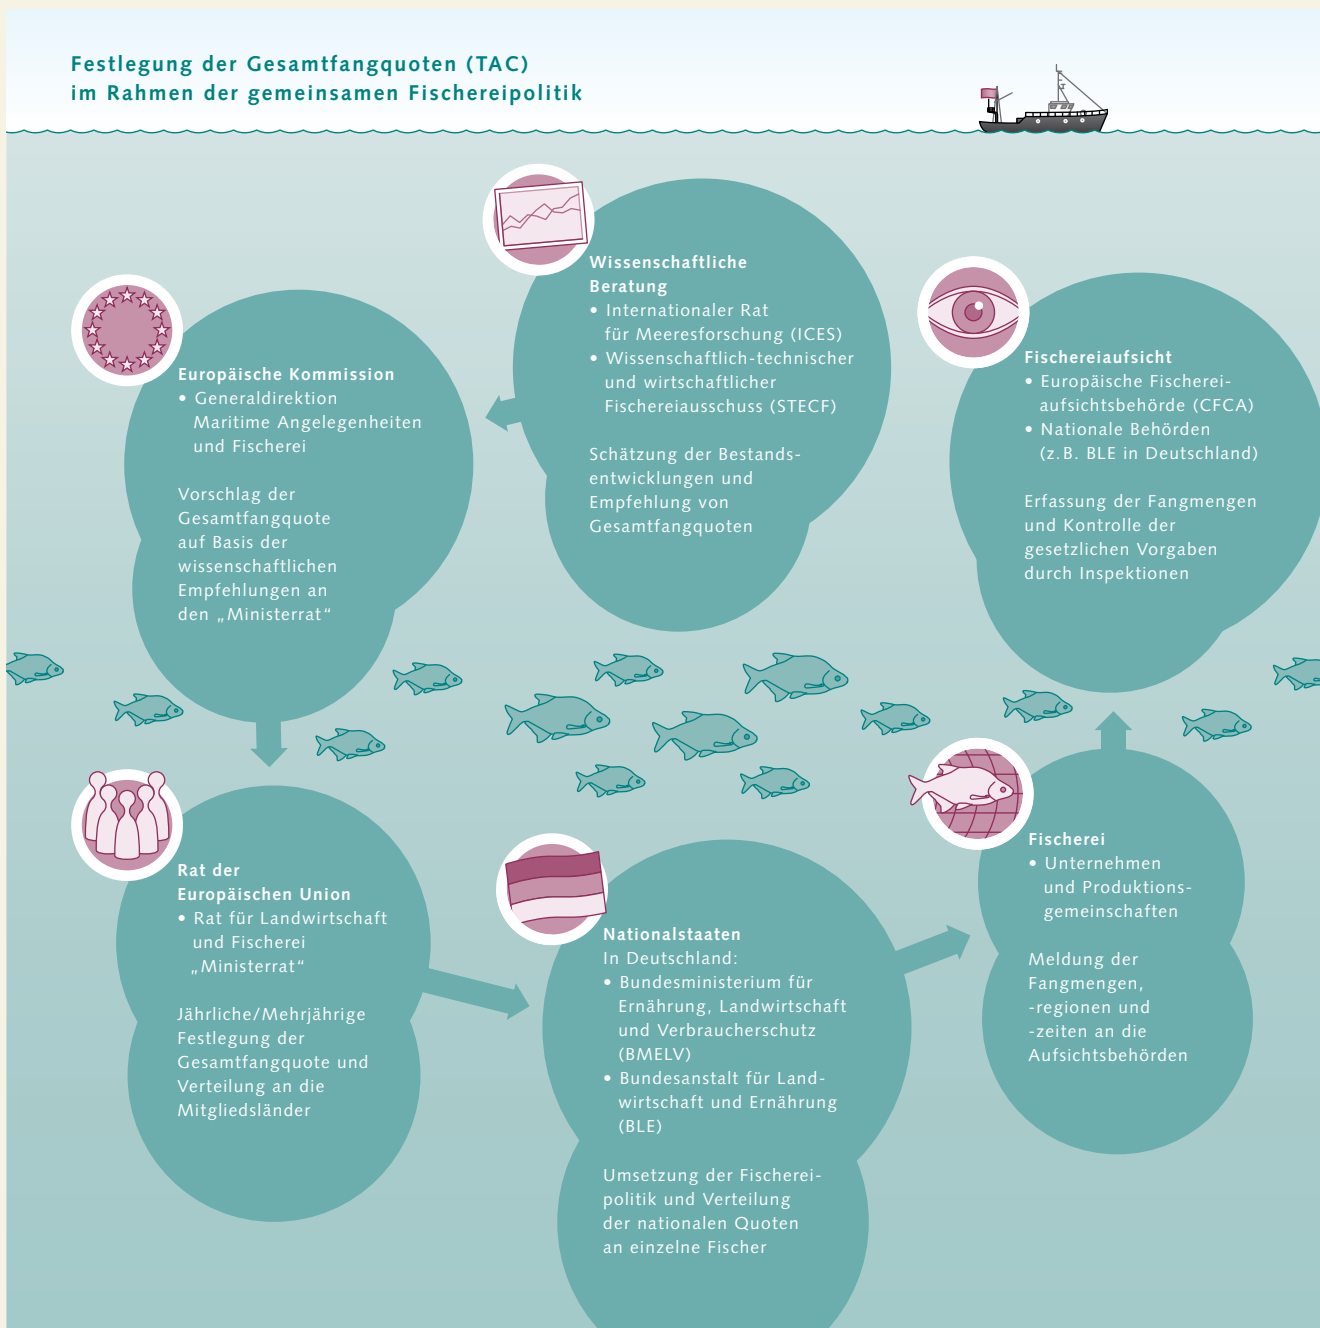 Festlegung der Gesamtfangquoten (TAC)
im Rahmen der gemeinsamen Fischereipolitik
Wissenschaftliche
Beratung
• Internationaler Rat
für Meeresforschung (ICES)
• Wissenschaftlich-technischer
und wirtschaftlicher
Fischereiausschuss (STECF)
Schätzung der Bestands-
entwicklungen und
Empfehlung von
Gesamtfangquoten
Europäische Kommission
• Generaldirektion
Maritime Angelegenheiten
und Fischerei
Vorschlag der
Gesamtfangquote
auf Basis der
wissenschaftlichen
Empfehlungen an
den „Ministerrat“
Rat der
Europäischen Union
• Rat für Landwirtschaft
und Fischerei
„Ministerrat“
Jährliche/Mehrjährige
Festlegung der
Gesamtfangquote und
Verteilung an die
Mitgliedsländer
Nationalstaaten
In Deutschland:
• Bundesministerium für
Ernährung, Landwirtschaft
und Verbraucherschutz
(BMELV)
• Bundesanstalt für Land-
wirtschaft und Ernährung
(BLE)
Umsetzung der Fischerei-
politik und Verteilung
der nationalen Quoten
an einzelne Fischer
Fischerei
• Unternehmen
und Produktions-
gemeinschaften
Meldung der
Fangmengen,
-regionen und
-zeiten an die
Aufsichtsbehörden
Fischereiaufsicht
• Europäische Fischerei-
aufsichtsbehörde (CFCA)
• Nationale Behörden
(z. B. BLE in Deutschland)
Erfassung der Fangmengen
und Kontrolle der
gesetzlichen Vorgaben
durch Inspektionen